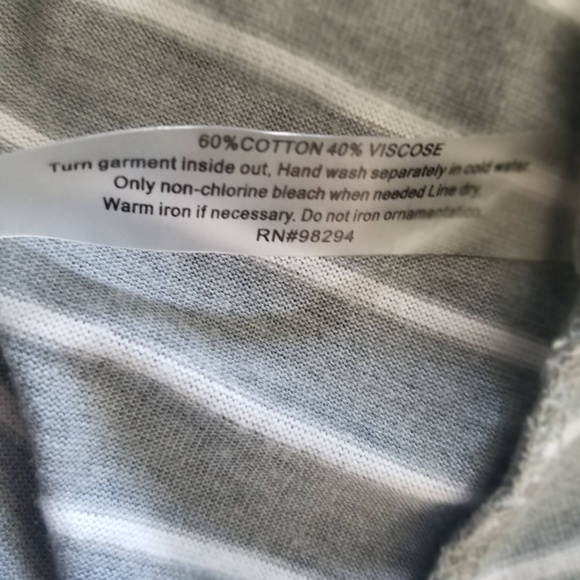 60%COTTON 40% VISCOSE
Turn garment inside out, Hand wash separately in cold water.
Only non-chlorine bleach when needed Line dry.
Warm iron if necessary. Do not iron ornamentation.
RN#98294